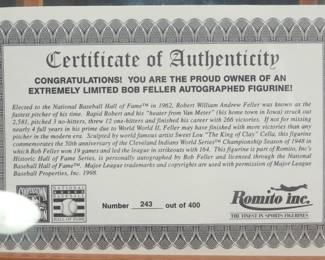 Certificate of Authenticity
CONGRATULATIONS! YOU ARE THE PROUD OWNER OF AN
EXTREMELY LIMITED BOB FELLER AUTOGRAPHED FIGURINE!
Elected to the National Baseball Hall of Fame™ in 1962, Robert William Andrew Feller was known as the
fastest pitcher of his time. Rapid Robert and his "heater from Van Meter" (his home town in Iowa) struck out
2,581, pitched 3 no-hitters, threw 12 one-hitters and finished his career with 266 victories. If not for missing
nearly 4 full years in his prime due to World War II, Feller may have finished with more victories than any
pitcher in the modern era. Sculpted by world famous artist Sweet Lou "The King of Clay" Cella, this figurine
commemorates the 50th anniversary of the Cleveland Indians World Series Championship Season of 1948 in
which Bob Feller won 19 games and led the league in strikeouts with 164. This figurine is part of Romito, Inc's
Historic Hall of Fame Series, is personally autographed by Bob Feller and licensed through the National
Baseball Hall of Fame. Major League trademarks and copyrights are used with permission of Major League
Baseball Properties, Inc. 1998.
Number 243 out of 400
HALL OF FAME
Romito inc.
THE FINEST IN SPORTS FIGURINES